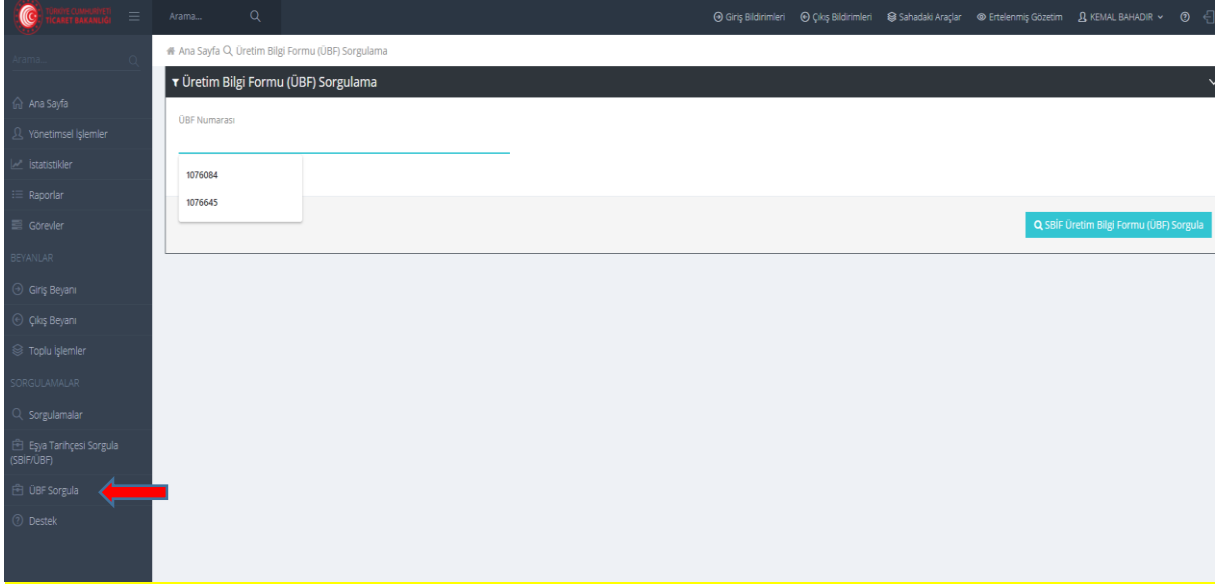 TÜRKİYE CUMHURİYETİ
TİCARET BAKANLIĞI
Arama...
Giriş Bildirimleri
Çıkış Bildirimleri
Sahadaki Araçlar
Ertelenmiş Gözetim
KEMAL BAHADIR
Arama...
Ana Sayfa
Yönetimsel İşlemler
İstatistikler
Raporlar
Görevler
BEYANLAR
Giriş Beyanı
Çıkış Beyanı
Toplu İşlemler
SORGULAMALAR
Sorgulamalar
Eşya Tarihçesi Sorgula
(SBİF/ÜBF)
ÜBF Sorgula
Destek
Ana Sayfa Üretim Bilgi Formu (ÜBF) Sorgulama
Üretim Bilgi Formu (ÜBF) Sorgulama
ÜBF Numarası
1076084
1076645
SBİF Üretim Bilgi Formu (ÜBF) Sorgula